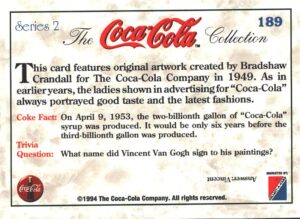 Series 2
The Coca-Cola Collection
189
This card features original artwork created by Bradshaw
Crandall for The Coca-Cola Company in 1949. As
in earlier years, the ladies shown in advertising for "Coca-Cola"
always portrayed good taste and the latest fashions.
Coke Fact: On April 9, 1953, the two-billionth gallon of "Coca-Cola"
syrup was produced. It would be only six years before the
third-billionth gallon was produced.
Trivia
Question: What name did Vincent Van Gogh sign to his paintings?
Answer: Vincent
Coca-Cola
©1994 The Coca-Cola Company. All rights reserved.